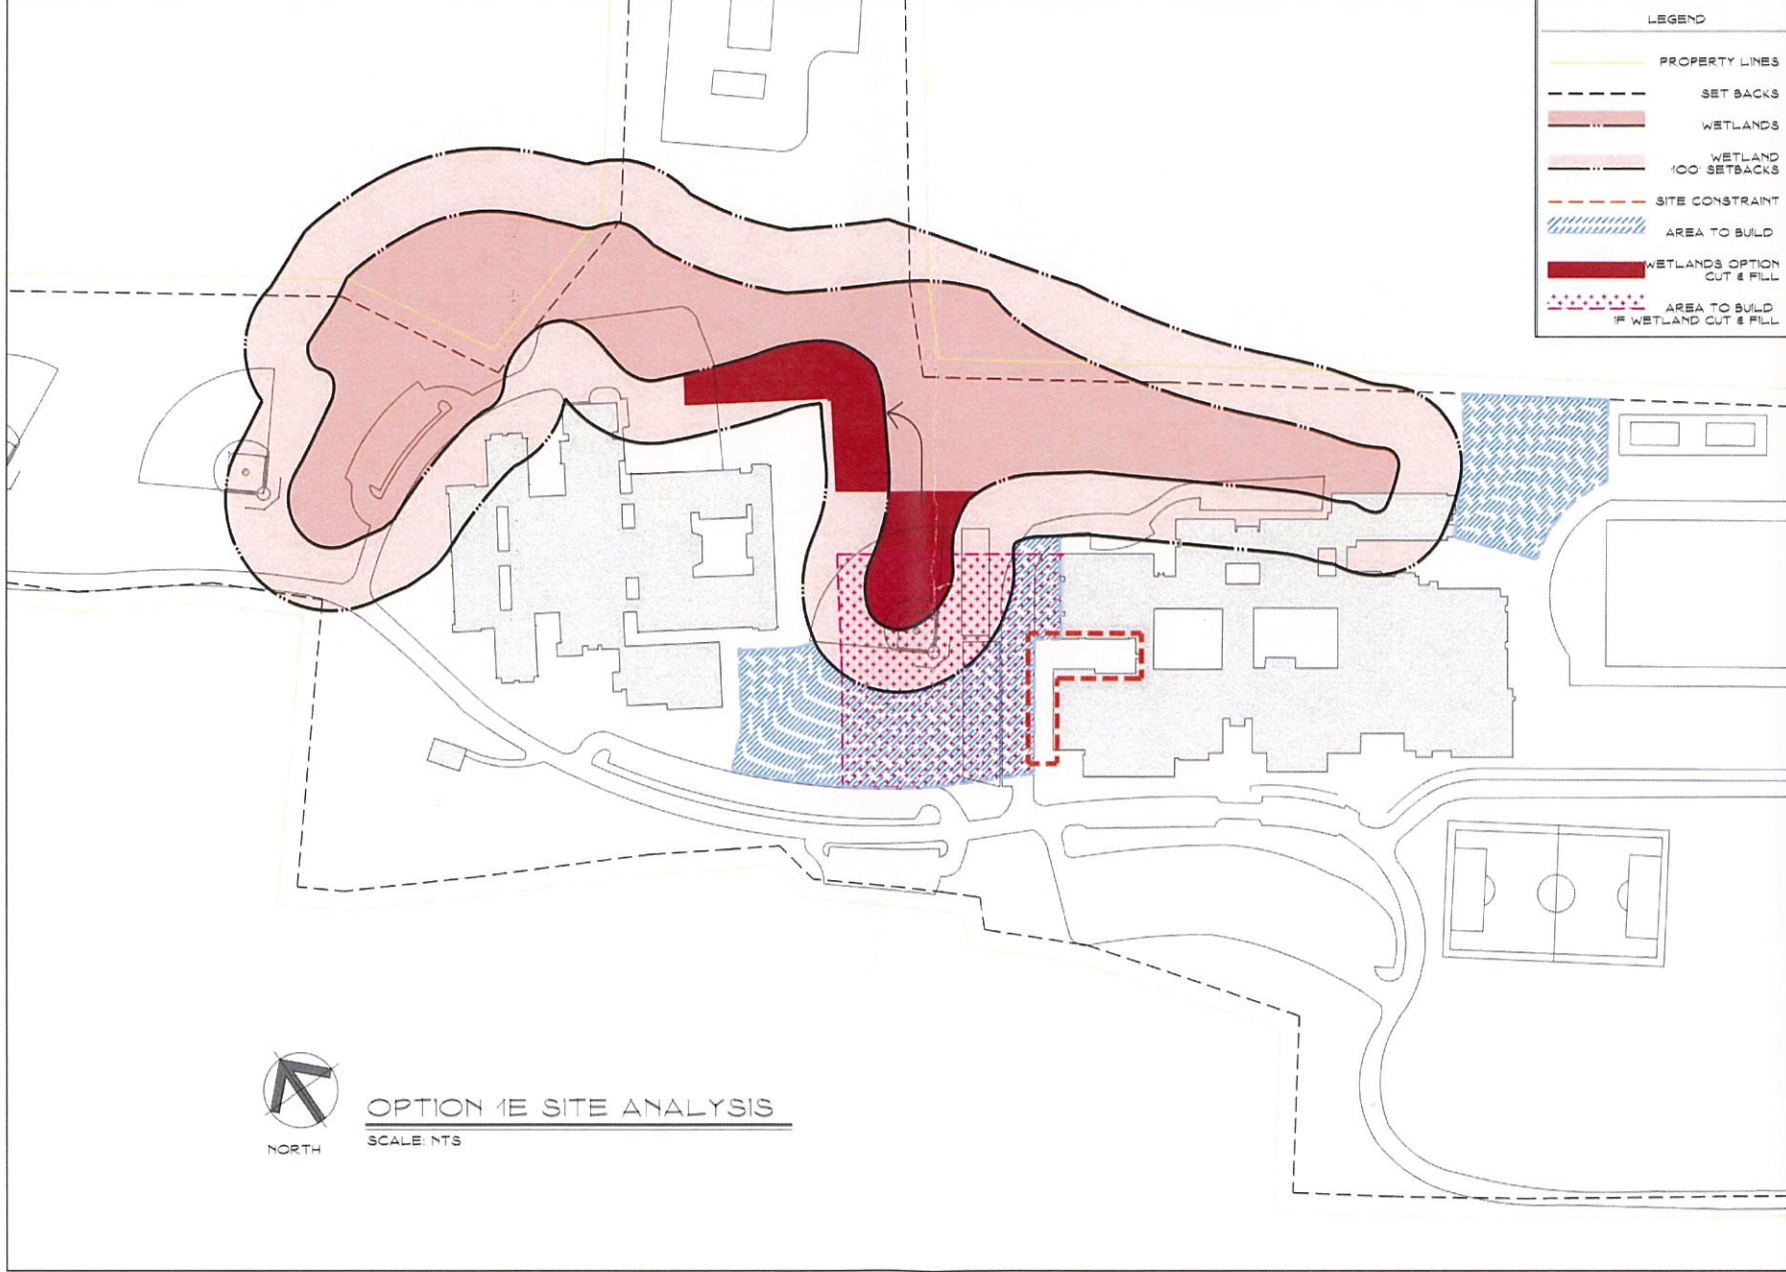 LEGEND
PROPERTY LINES
SET BACKS
WETLANDS
WETLAND
100' SETBACKS
SITE CONSTRAINT
AREA TO BUILD
WETLANDS OPTION
CUT & FILL
AREA TO BUILD
IF WETLAND CUT & FILL
NORTH
OPTION 1E SITE ANALYSIS
SCALE: NTS